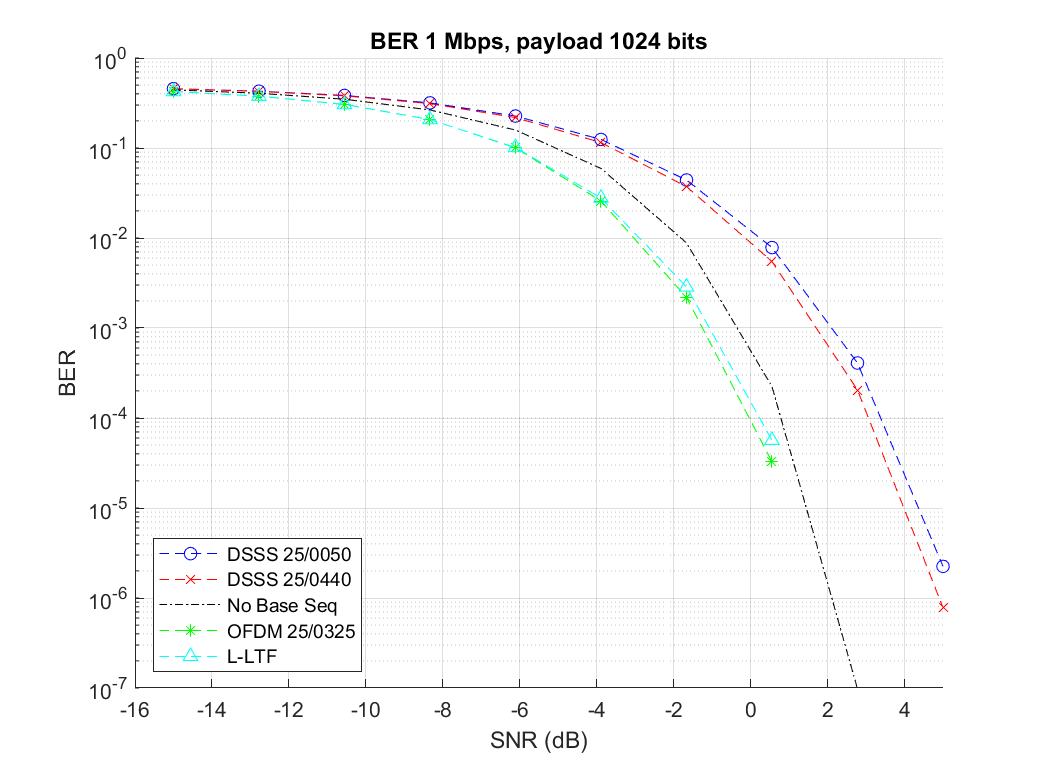 BER 1 Mbps, payload 1024 bits
10^0
10^-1
10^-2
10^-3
10^-4
10^-5
10^-6
10^-7
BER
DSSS 25/0050
DSSS 25/0440
No Base Seq
OFDM 25/0325
L-LTF
-16 -14 -12 -10 -8 -6 -4 -2 0 2 4
SNR (dB)